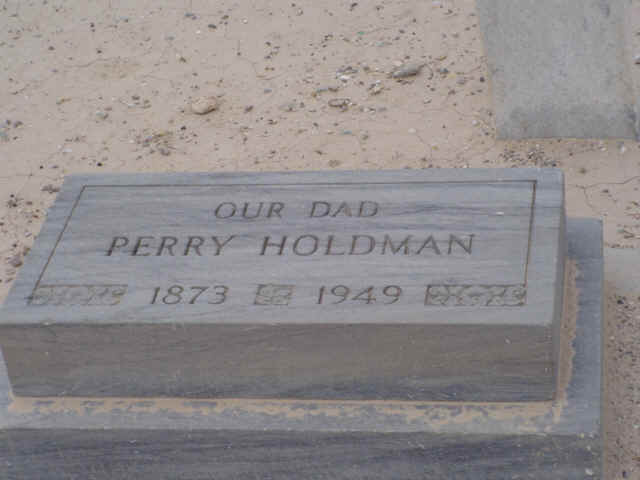 OUR DAD
PERRY HOLDMAN
1873 1949